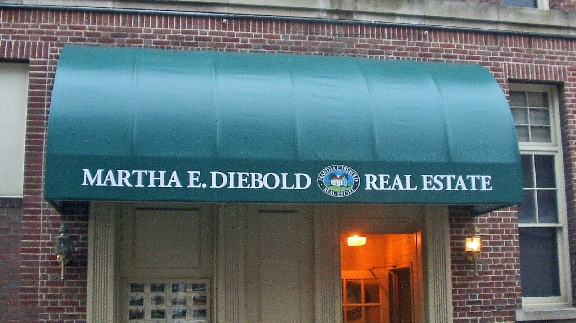 MARTHA E. DIEBOLD REAL ESTATE